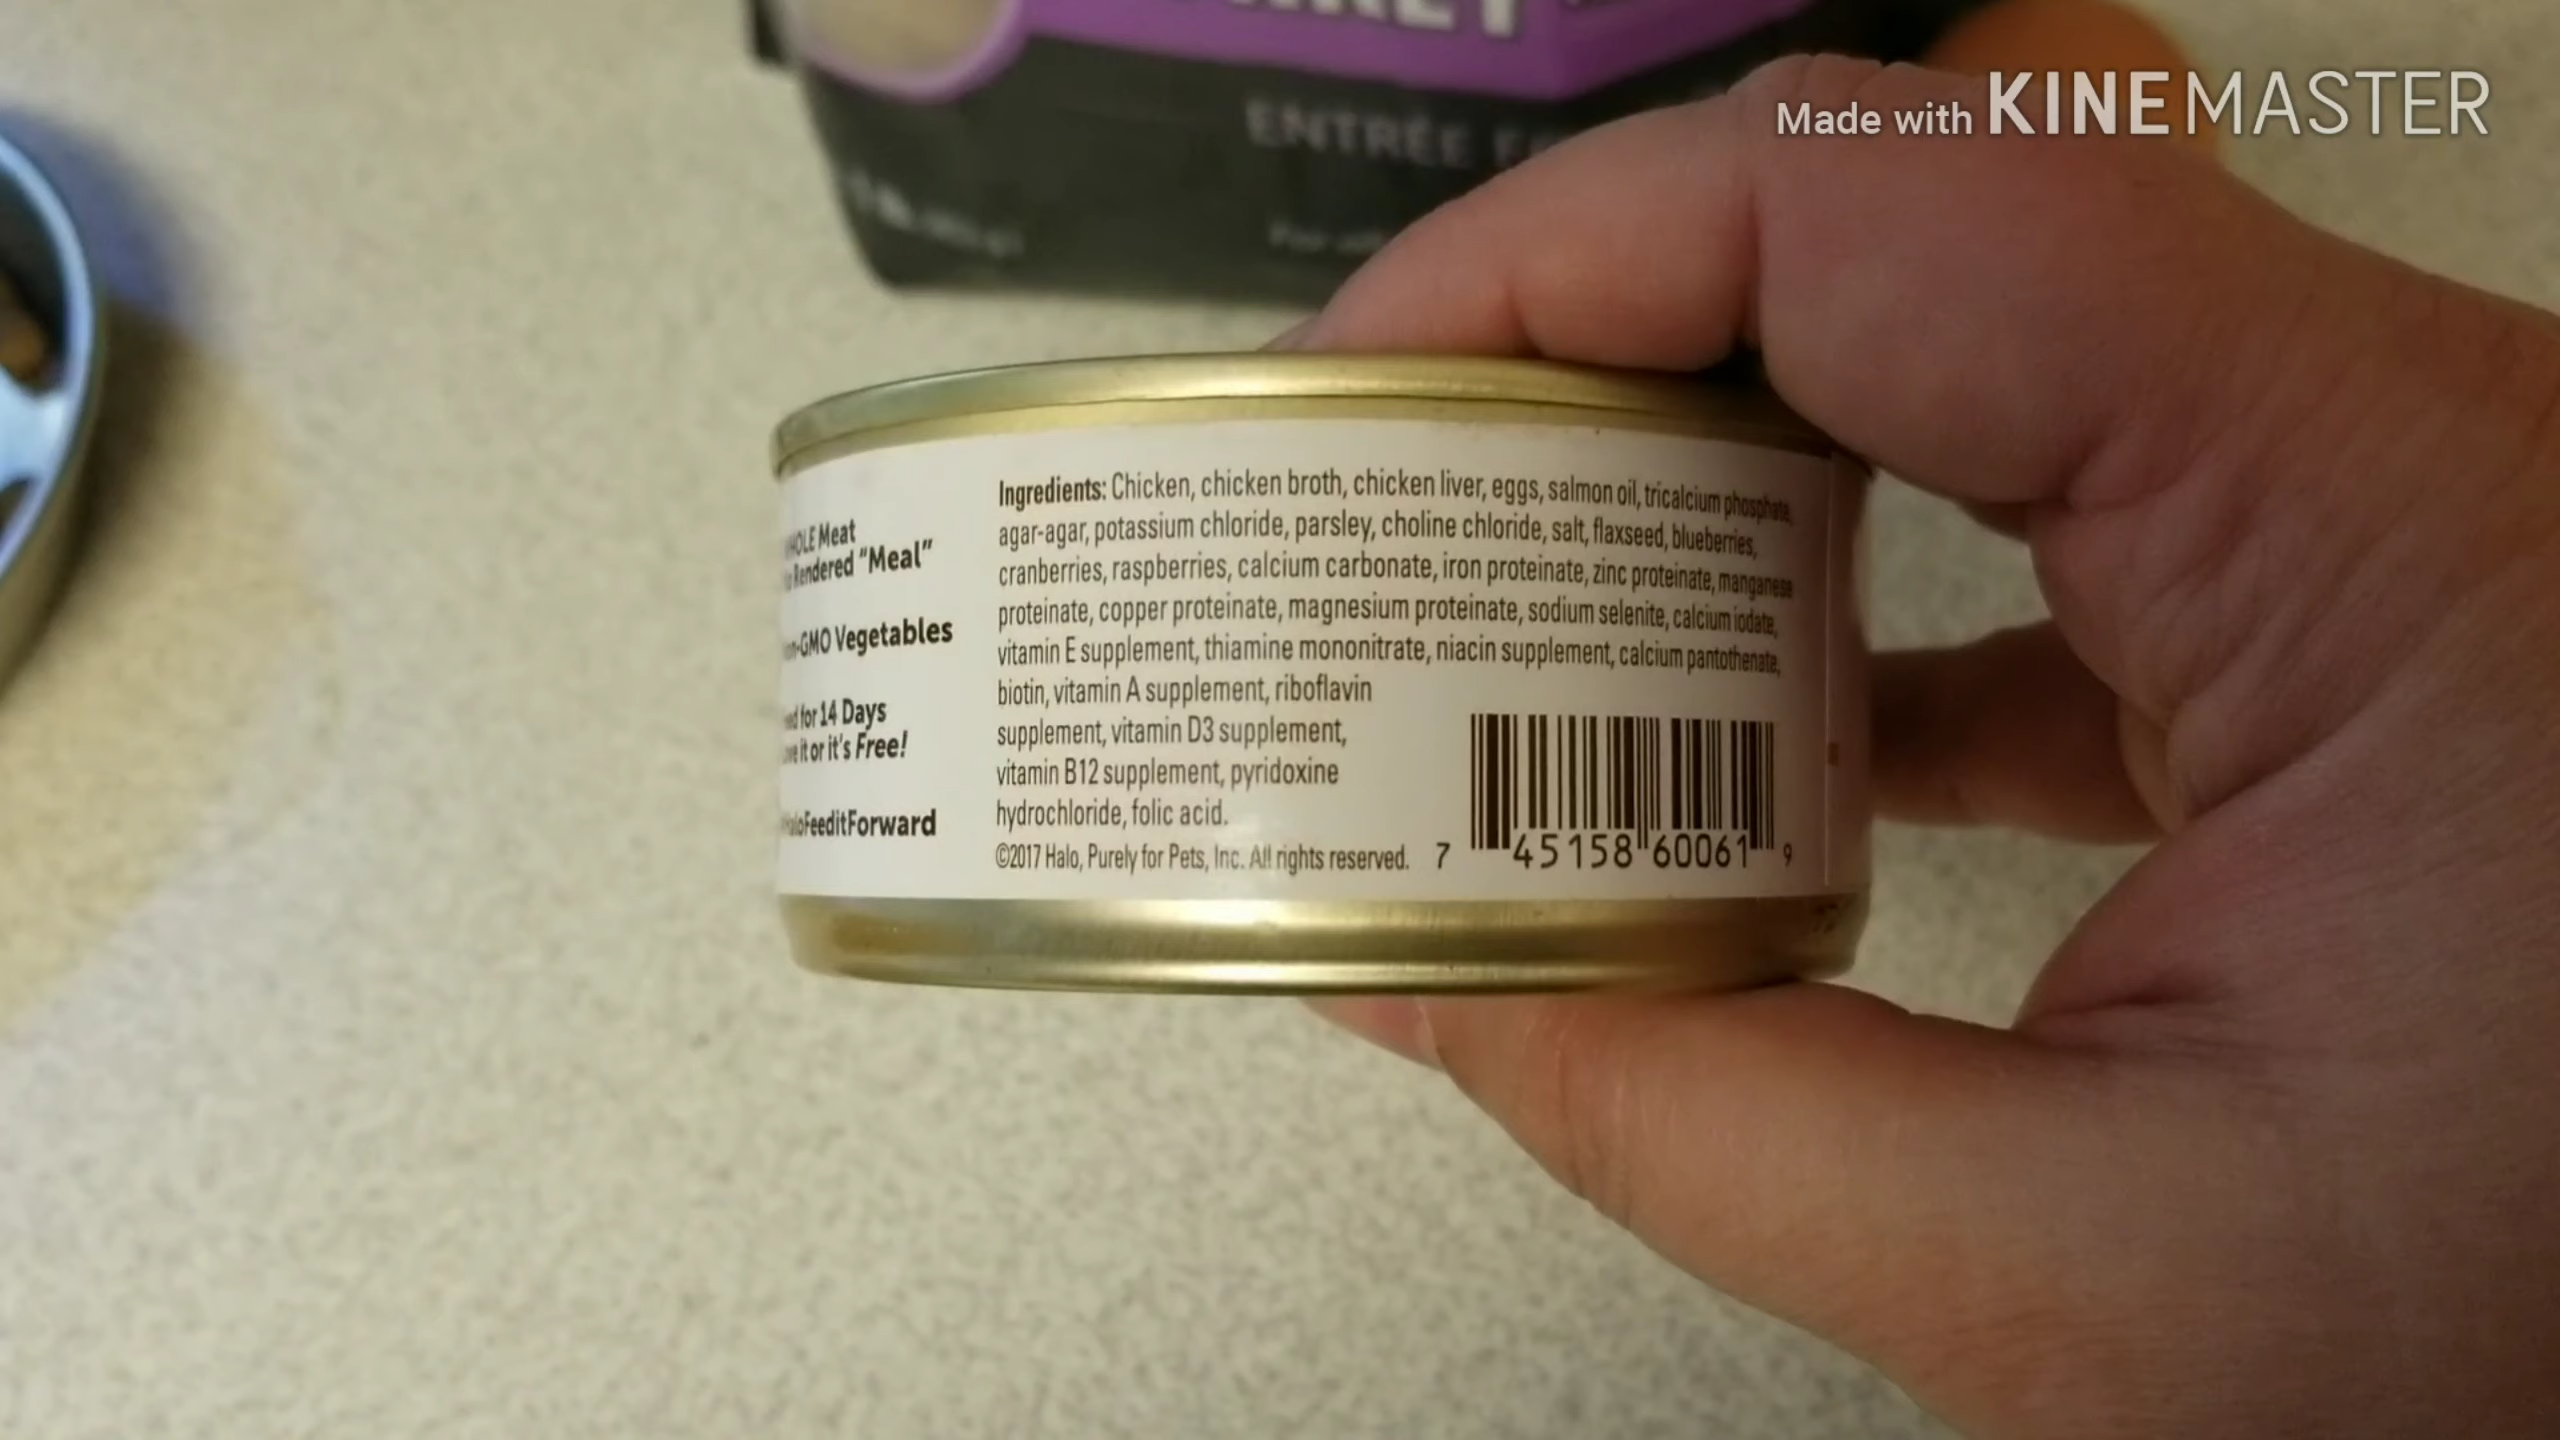 ENTRÉE
Made with KINEMASTER
Meat
Rendered "Meal"
GMO Vegetables
for 14 Days
it or it's Free!
FeeditForward
Ingredients: Chicken, chicken broth, chicken liver, eggs, salmon oil, tricalcium phosphate,
agar-agar, potassium chloride, parsley, choline chloride, salt, flaxseed, blueberries,
cranberries, raspberries, calcium carbonate, iron proteinate, zinc proteinate, manganese
proteinate, copper proteinate, magnesium proteinate, sodium selenite, calcium iodate,
vitamin E supplement, thiamine mononitrate, niacin supplement, calcium pantothenate,
biotin, vitamin A supplement, riboflavin
supplement, vitamin D3 supplement,
vitamin B12 supplement, pyridoxine
hydrochloride, folic acid.
©2017 Halo, Purely for Pets, Inc. All rights reserved.
7 45158 60061 9